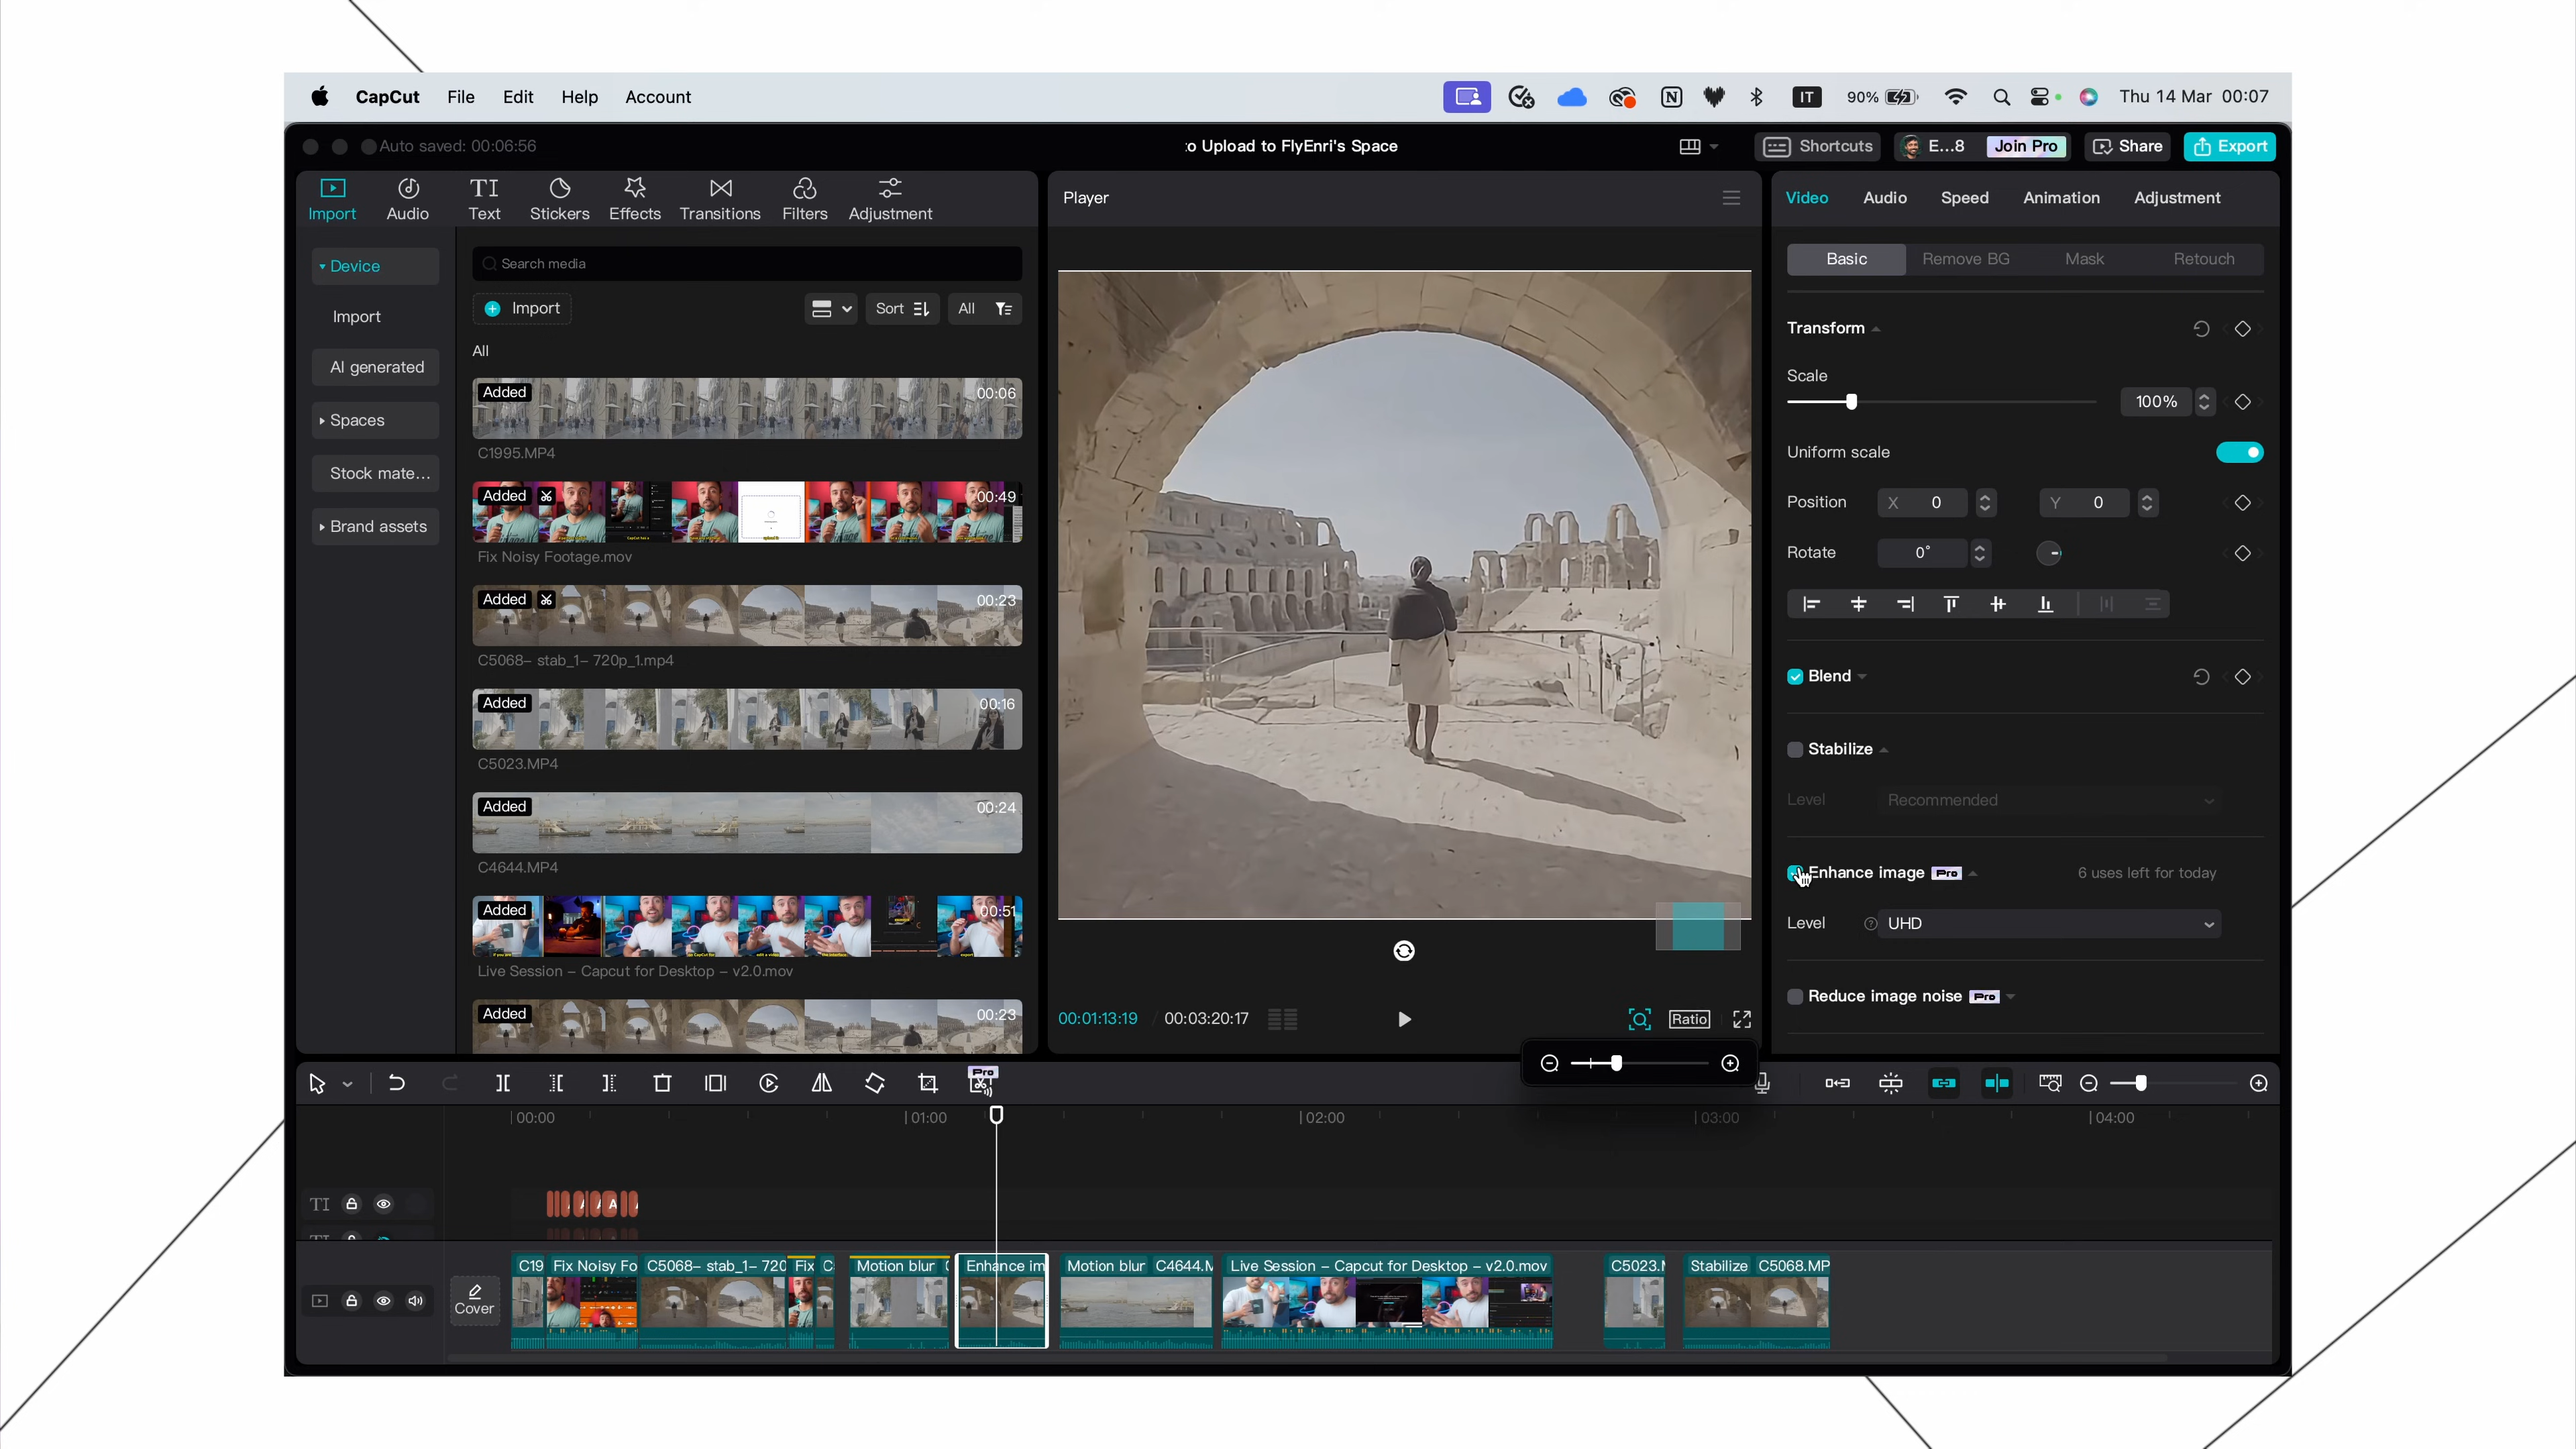 CapCut File Edit Help Account
N IT 90% Thu 14 Mar 00:07
Auto saved: 00:06:56
o Upload to FlyEnri's Space
Shortcuts E...8 Join Pro Share Export
Import Audio Text Stickers Effects Transitions Filters Adjustment
Device
Import
AI generated
Spaces
Stock mate...
Brand assets
Search media
Import Sort All
All
Added 00:06
C1995.MP4
Added 00:49
Fix Noisy Footage.mov
Added 00:23
C5068– stab_1– 720p_1.mp4
Added 00:16
C5023.MP4
Added 00:24
C4644.MP4
Added 00:51
Live Session – Capcut for Desktop – v2.0.mov
Added 00:23
Player
00:01:13:19 / 00:03:20:17 Ratio
Video Audio Speed Animation Adjustment
Basic Remove BG Mask Retouch
Transform
Scale
100%
Uniform scale
Position X 0 Y 0
Rotate 0°
Blend
Stabilize
Level Recommended
Enhance image Pro 6 uses left for today
Level UHD
Reduce image noise Pro
Pro
00:00 01:00 02:00 03:00 04:00
TI
Cover
C19 Fix Noisy Fo C5068– stab_1– 720 Fix C Motion blur Enhance im Motion blur C4644.M Live Session – Capcut for Desktop – v2.0.mov C5023.M Stabilize C5068.MP